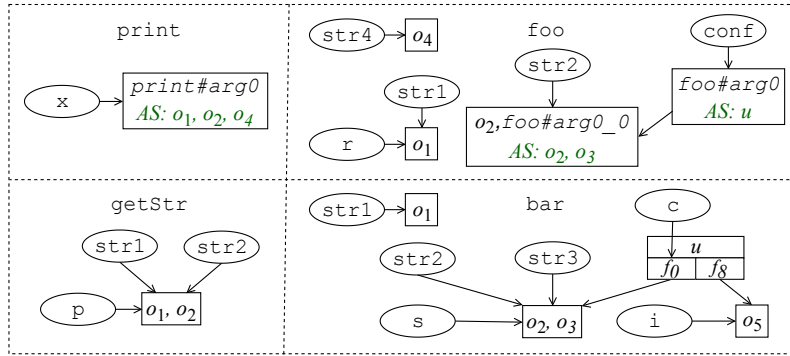 print
x
print#arg0
AS: o₁, o₂, o₄
str4
o₄
foo
conf
str2
foo#arg0
AS: u
str1
o₂,foo#arg0_0
AS: o₂, o₃
r
o₁
getStr
str1
str2
p
o₁, o₂
str1
o₁
bar
c
str2
str3
u
f₀
f₈
s
o₂, o₃
i
o₅